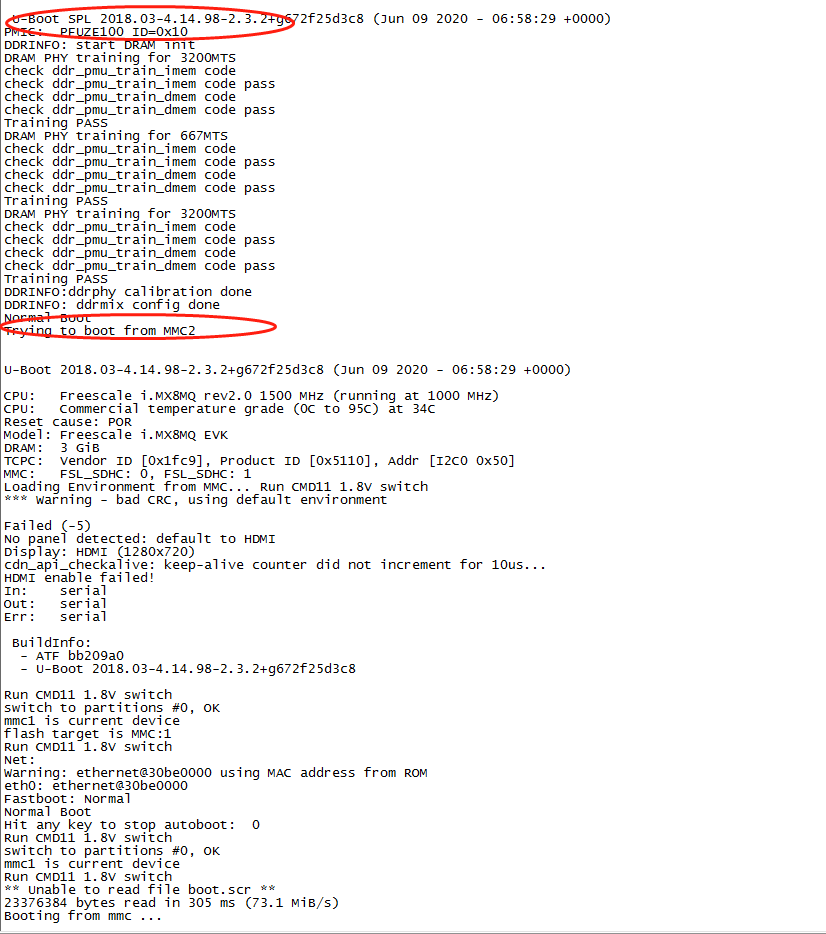 U-Boot SPL 2018.03-4.14.98-2.3.2+g672f25d3c8 (Jun 09 2020 - 06:58:29 +0000)
PMIC:  PFUZE100 ID=0x10
DDRINFO: start DRAM init
DRAM PHY training for 3200MTS
check ddr_pmu_train_imem code
check ddr_pmu_train_imem code pass
check ddr_pmu_train_dmem code
check ddr_pmu_train_dmem code pass
Training PASS
DRAM PHY training for 667MTS
check ddr_pmu_train_imem code
check ddr_pmu_train_imem code pass
check ddr_pmu_train_dmem code
check ddr_pmu_train_dmem code pass
Training PASS
DRAM PHY training for 3200MTS
check ddr_pmu_train_imem code
check ddr_pmu_train_imem code pass
check ddr_pmu_train_dmem code
check ddr_pmu_train_dmem code pass
Training PASS
DDRINFO:ddrphy calibration done
DDRINFO: ddrmix config done
Normal Boot
Trying to boot from MMC2
U-Boot 2018.03-4.14.98-2.3.2+g672f25d3c8 (Jun 09 2020 - 06:58:29 +0000)
CPU:   Freescale i.MX8MQ rev2.0 1500 MHz (running at 1000 MHz)
CPU:   Commercial temperature grade (0C to 95C) at 34C
Reset cause: POR
Model: Freescale i.MX8MQ EVK
DRAM:  3 GiB
TCPC:  Vendor ID [0x1fc9], Product ID [0x5110], Addr [I2C0 0x50]
MMC:   FSL_SDHC: 0, FSL_SDHC: 1
Loading Environment from MMC... Run CMD11 1.8V switch
*** Warning - bad CRC, using default environment
Failed (-5)
No panel detected: default to HDMI
Display: HDMI (1280x720)
cdn_api_checkalive: keep-alive counter did not increment for 10us...
HDMI enable failed!
In:    serial
Out:   serial
Err:   serial
BuildInfo:
- ATF bb209a0
- U-Boot 2018.03-4.14.98-2.3.2+g672f25d3c8
Run CMD11 1.8V switch
switch to partitions #0, OK
mmc1 is current device
flash target is MMC:1
Run CMD11 1.8V switch
Net:
Warning: ethernet@30be0000 using MAC address from ROM
eth0: ethernet@30be0000
Fastboot: Normal
Normal Boot
Hit any key to stop autoboot:  0
Run CMD11 1.8V switch
switch to partitions #0, OK
mmc1 is current device
Run CMD11 1.8V switch
** Unable to read file boot.scr **
23376384 bytes read in 305 ms (73.1 MiB/s)
Booting from mmc ...